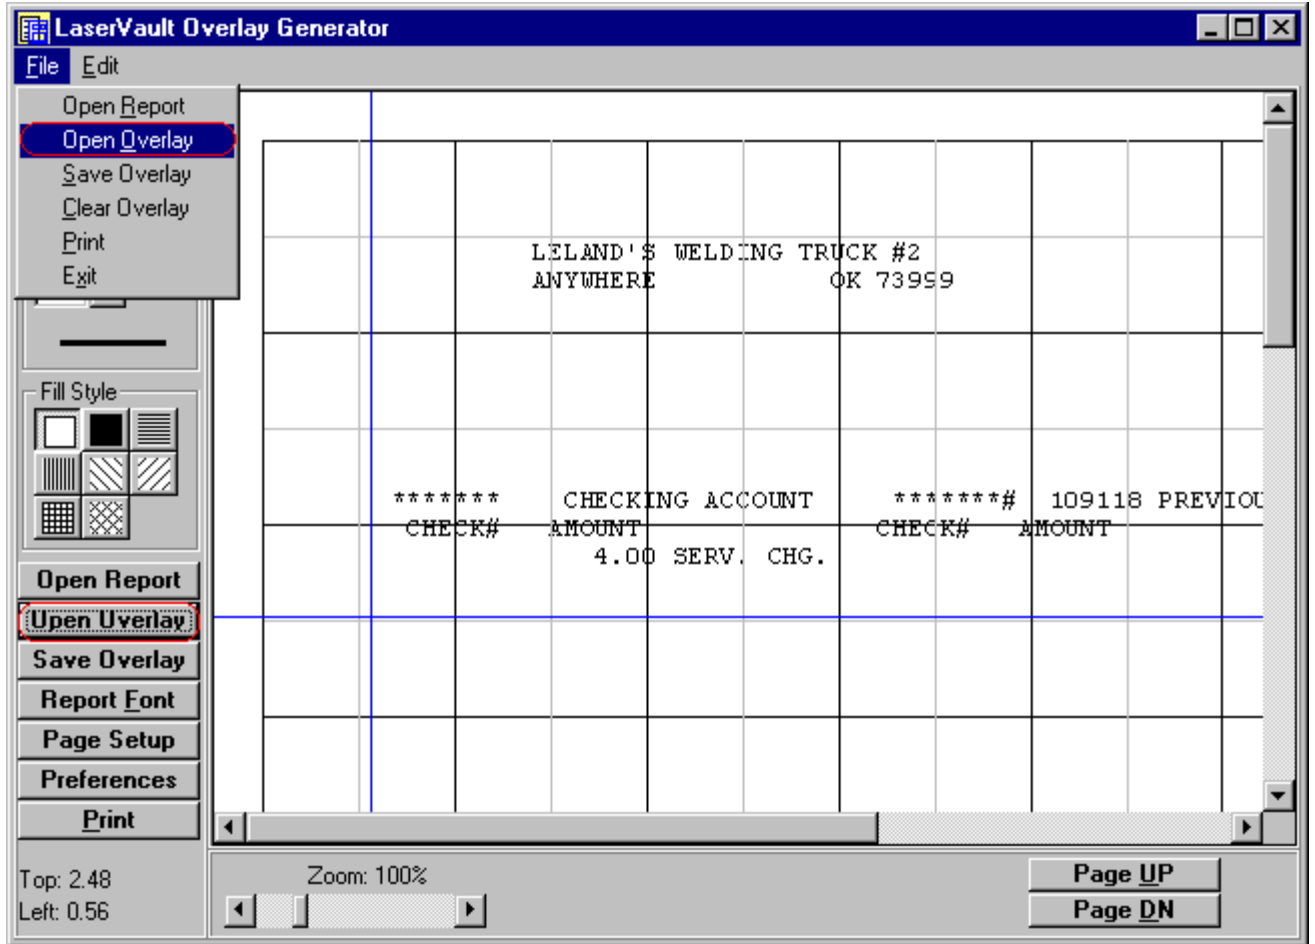 LaserVault Overlay Generator
File Edit
Open Report
Open Overlay
Save Overlay
Clear Overlay
Print
Exit
Fill Style
Open Report
Open Overlay
Save Overlay
Report Font
Page Setup
Preferences
Print
Top: 2.48
Left: 0.56
LELAND'S WELDING TRUCK #2
ANYWHERE OK 73999
******* CHECKING ACCOUNT *******# 109118 PREVIOU
CHECK# AMOUNT CHECK# AMOUNT
4.00 SERV. CHG.
Zoom: 100%
Page UP
Page DN